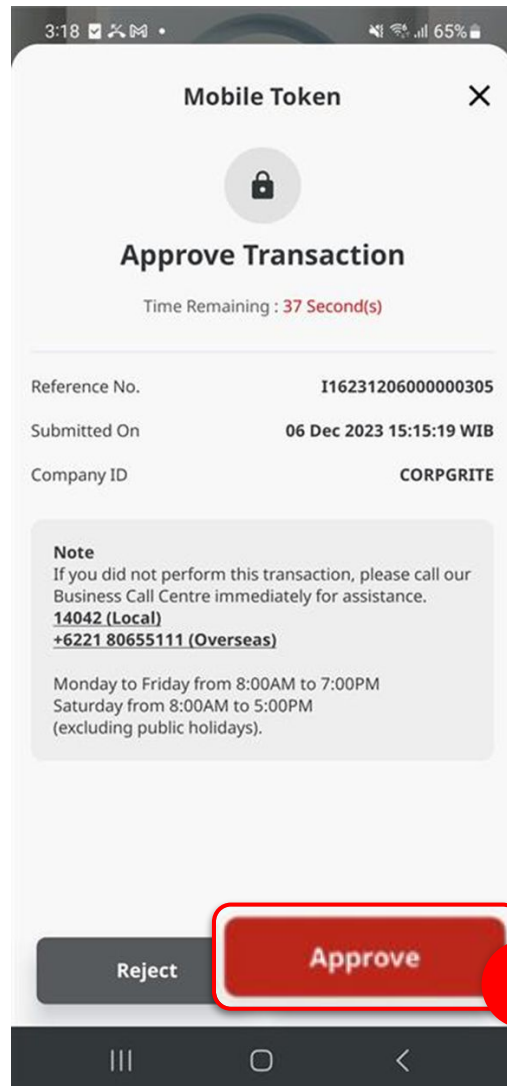 3:18 65%
Mobile Token
Approve Transaction
Time Remaining : 37 Second(s)
Reference No. I16231206000000305
Submitted On 06 Dec 2023 15:15:19 WIB
Company ID CORPGRITE
Note
If you did not perform this transaction, please call our
Business Call Centre immediately for assistance.
14042 (Local)
+6221 80655111 (Overseas)
Monday to Friday from 8:00AM to 7:00PM
Saturday from 8:00AM to 5:00PM
(excluding public holidays).
Reject Approve